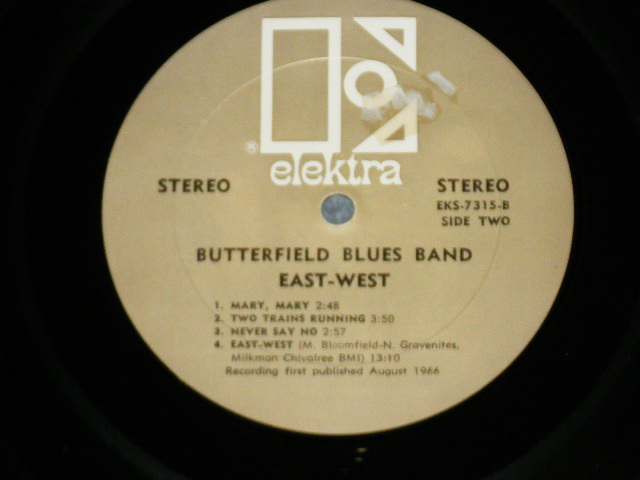 ®
elektra
STEREO STEREO
EKS-7315-B
SIDE TWO
BUTTERFIELD BLUES BAND
EAST-WEST
1. MARY, MARY 2:48
2. TWO TRAINS RUNNING 3:50
3. NEVER SAY NO 2:57
4. EAST-WEST (M. Bloomfield-N. Gravenites,
Milkman Chivalree BMI) 13:10
Recording first published August 1966